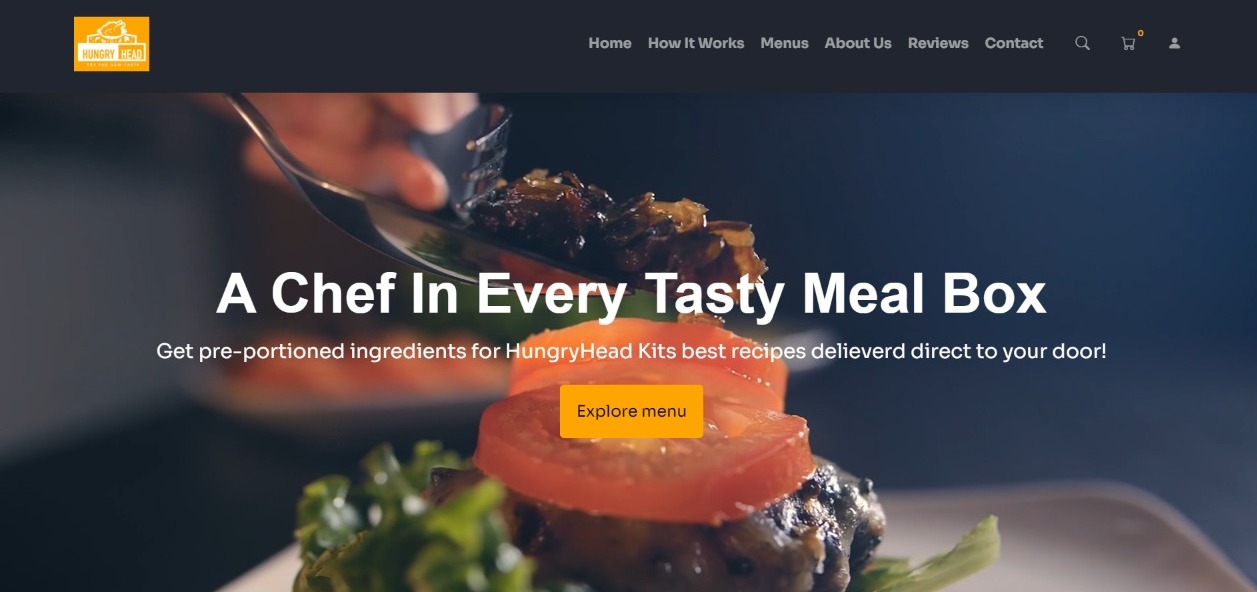 HUNGRY HEAD
Home How It Works Menus About Us Reviews Contact
0
A Chef In Every Tasty Meal Box
Get pre-portioned ingredients for HungryHead Kits best recipes delieverd direct to your door!
Explore menu